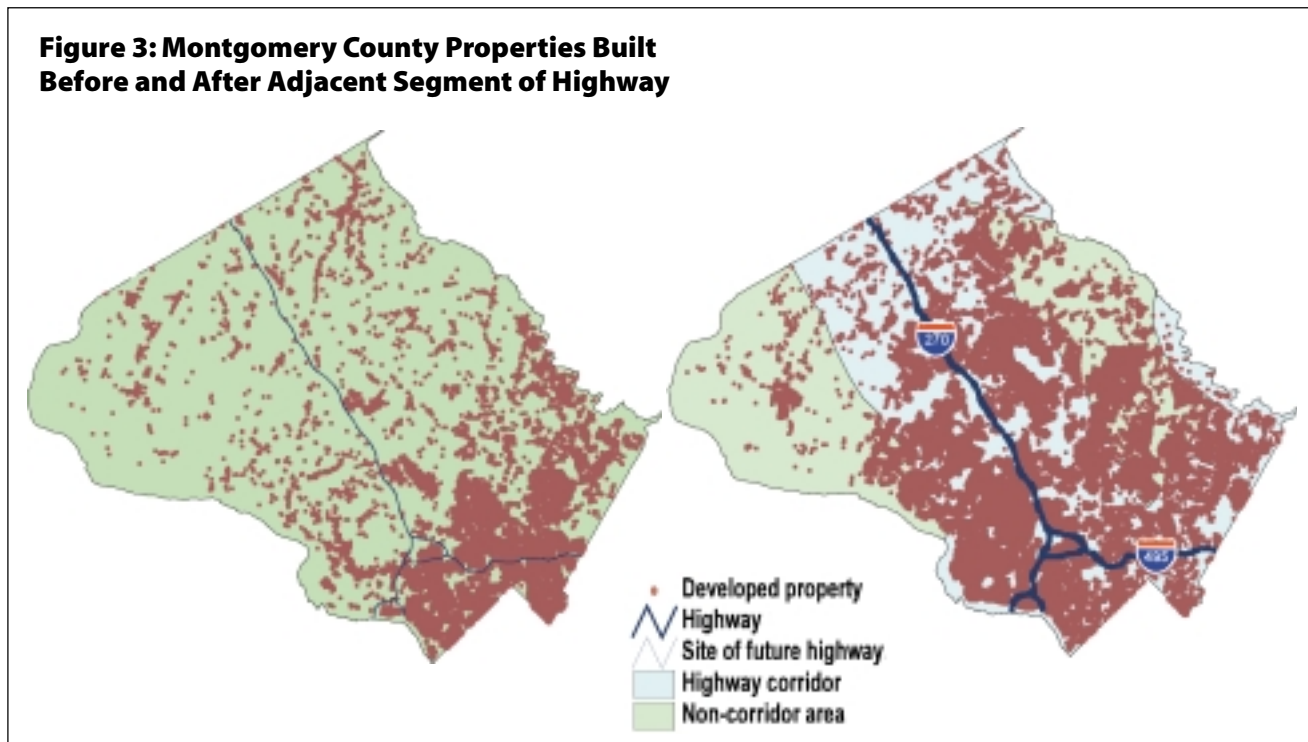 Figure 3: Montgomery County Properties Built
Before and After Adjacent Segment of Highway
270
495
Developed property
Highway
Site of future highway
Highway corridor
Non-corridor area